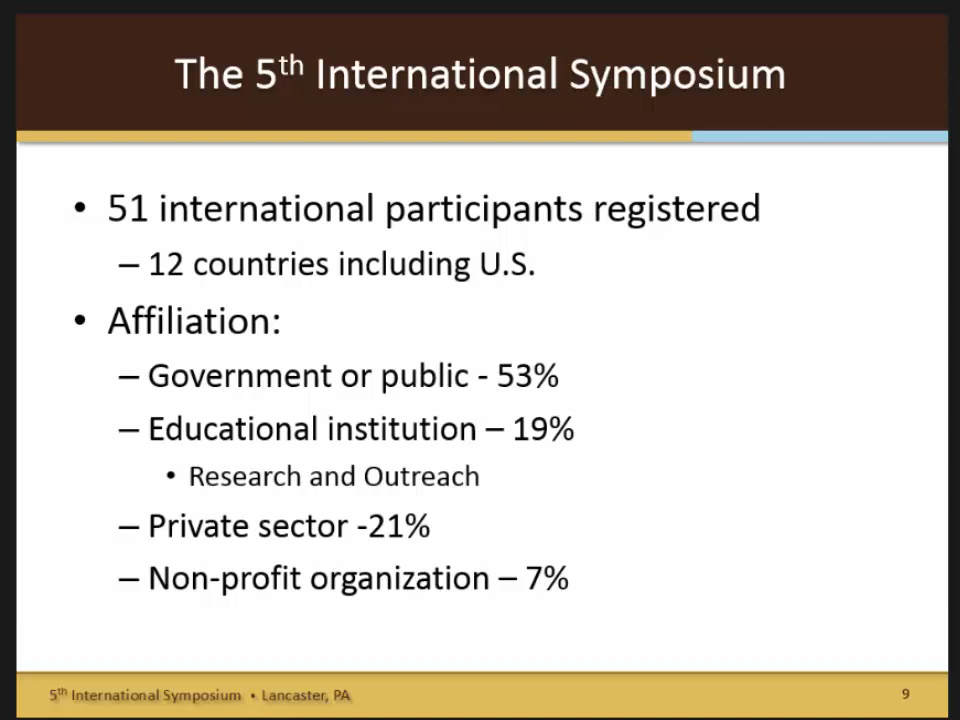 The 5th International Symposium
• 51 international participants registered
– 12 countries including U.S.
• Affiliation:
– Government or public - 53%
– Educational institution – 19%
• Research and Outreach
– Private sector -21%
– Non-profit organization – 7%
5th International Symposium • Lancaster, PA
9